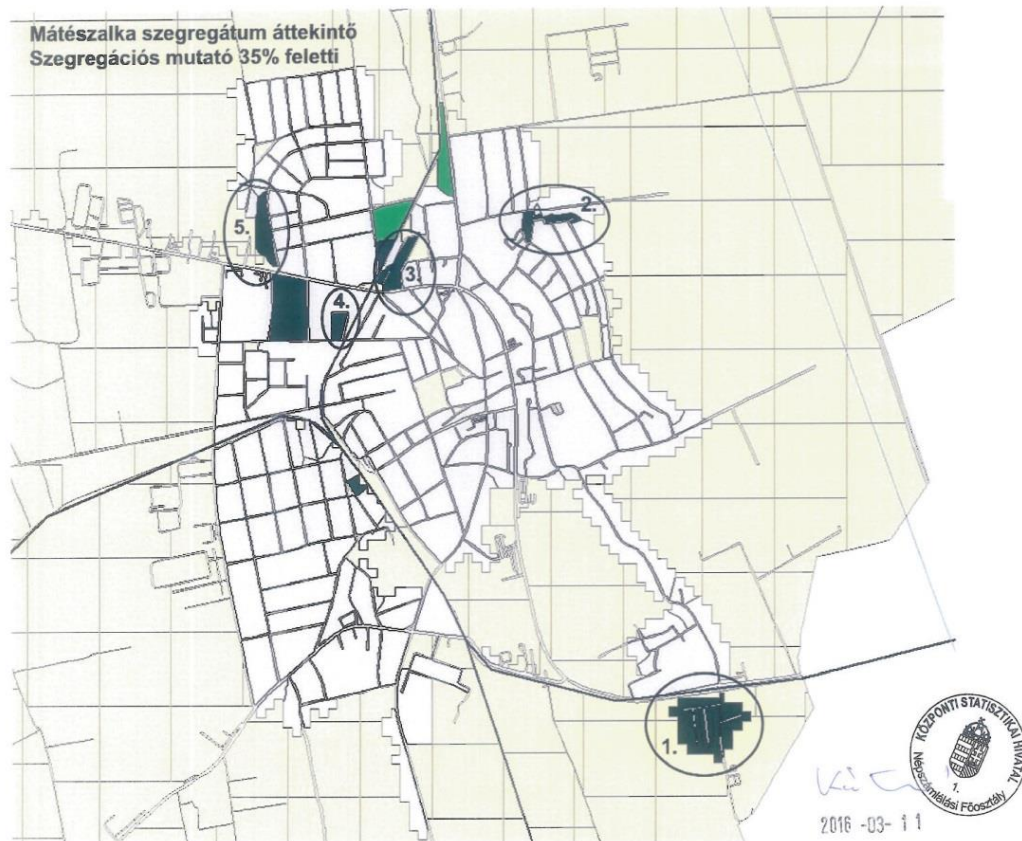 Mátészalka szegregátum áttekintő
Szegregációs mutató 35% feletti
5.
2.
3.
4.
1.
KÖZPONTI STATISZTIKAI HIVATAL
1.
Népszámlálási Főosztály
2016 -03- 11